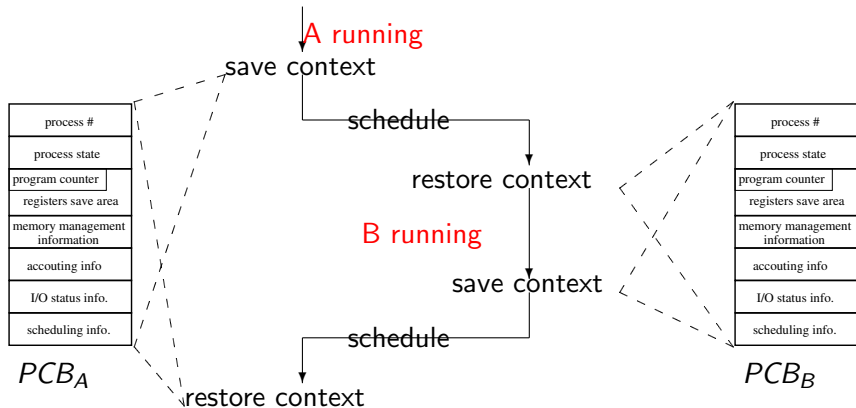 A running
save context
schedule
restore context
B running
save context
schedule
restore context
process #
process state
program counter
registers save area
memory management
information
accouting info
I/O status info.
scheduling info.
PCB_A
process #
process state
program counter
registers save area
memory management
information
accouting info
I/O status info.
scheduling info.
PCB_B